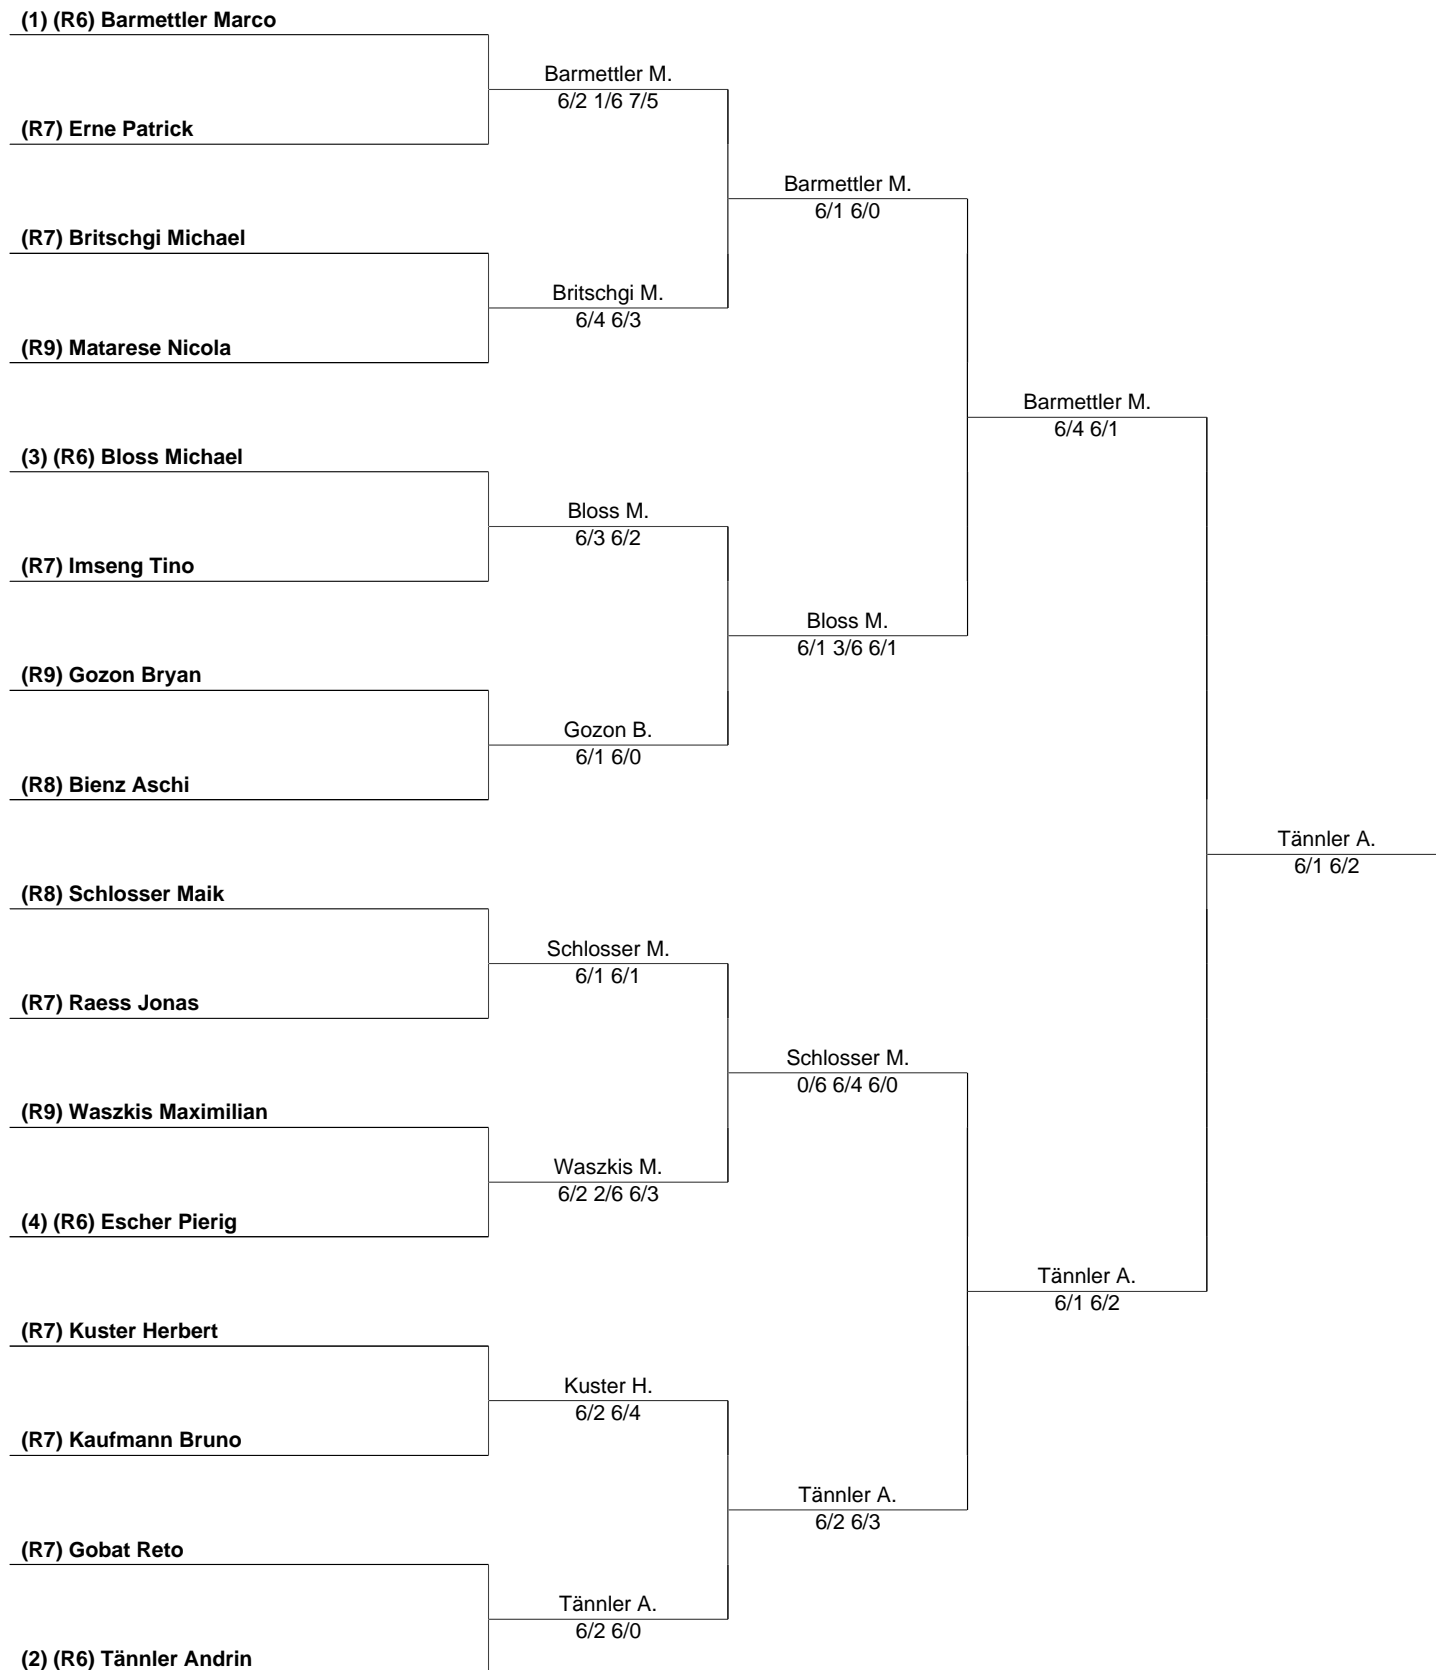 (1) (R6) Barmettler Marco
Barmettler M.
6/2 1/6 7/5
(R7) Erne Patrick
Barmettler M.
6/1 6/0
(R7) Britschgi Michael
Britschgi M.
6/4 6/3
(R9) Matarese Nicola
Barmettler M.
6/4 6/1
(3) (R6) Bloss Michael
Bloss M.
6/3 6/2
(R7) Imseng Tino
Bloss M.
6/1 3/6 6/1
(R9) Gozon Bryan
Gozon B.
6/1 6/0
(R8) Bienz Aschi
Tännler A.
6/1 6/2
(R8) Schlosser Maik
Schlosser M.
6/1 6/1
(R7) Raess Jonas
Schlosser M.
0/6 6/4 6/0
(R9) Waszkis Maximilian
Waszkis M.
6/2 2/6 6/3
(4) (R6) Escher Pierig
Tännler A.
6/1 6/2
(R7) Kuster Herbert
Kuster H.
6/2 6/4
(R7) Kaufmann Bruno
Tännler A.
6/2 6/3
(R7) Gobat Reto
Tännler A.
6/2 6/0
(2) (R6) Tännler Andrin